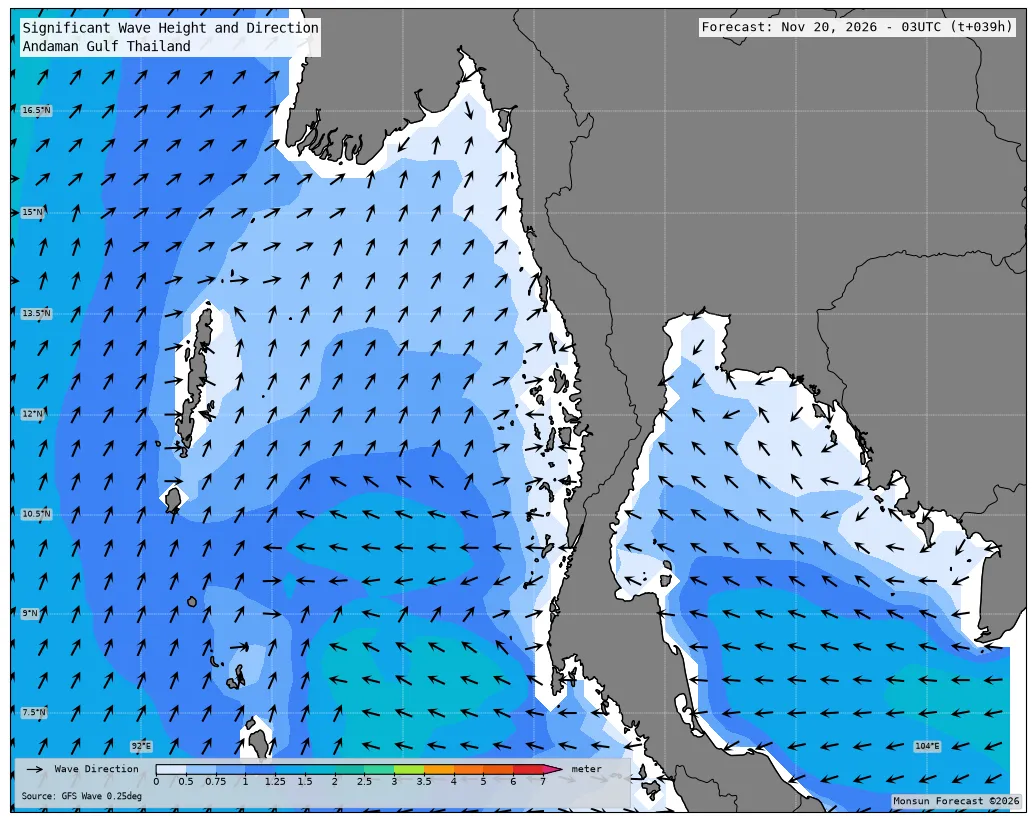 Significant Wave Height and Direction
Andaman Gulf Thailand
Forecast: Nov 20, 2026 - 03UTC (t+039h)
16.5°N
15°N
13.5°N
12°N
10.5°N
9°N
7.5°N
92°E
104°E
Wave Direction
0 0.5 0.75 1 1.25 1.5 2 2.5 3 3.5 4 5 6 7
meter
Source: GFS Wave 0.25deg
Monsun Forecast ©2026